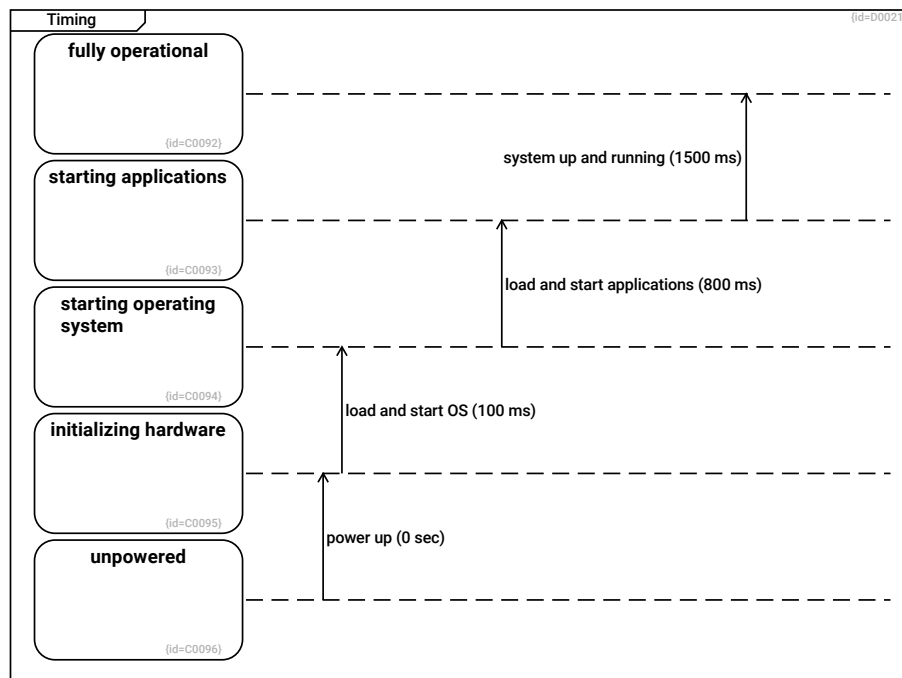 Timing
{id=D0021
fully operational
{id=C0092}
system up and running (1500 ms)
starting applications
{id=C0093}
load and start applications (800 ms)
starting operating
system
{id=C0094}
load and start OS (100 ms)
initializing hardware
{id=C0095}
power up (0 sec)
unpowered
{id=C0096}